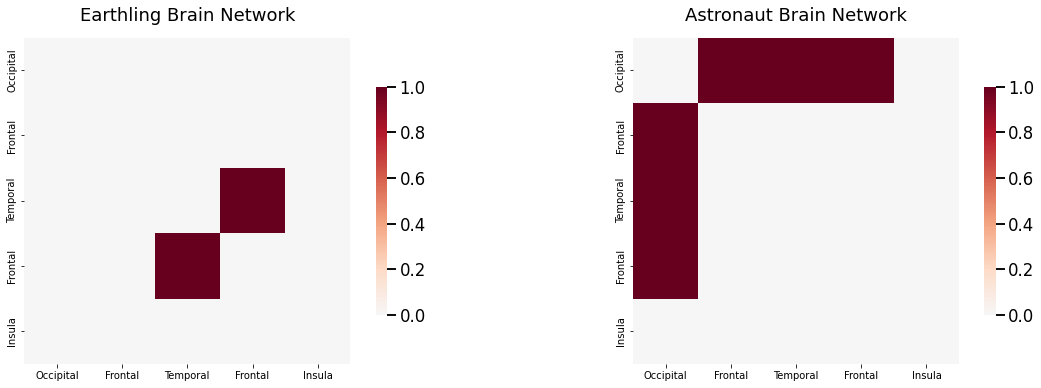 Earthling Brain Network
Occipital
Frontal
Temporal
Frontal
Insula
Occipital Frontal Temporal Frontal Insula
1.0
0.8
0.6
0.4
0.2
0.0
Astronaut Brain Network
Occipital
Frontal
Temporal
Frontal
Insula
Occipital Frontal Temporal Frontal Insula
1.0
0.8
0.6
0.4
0.2
0.0